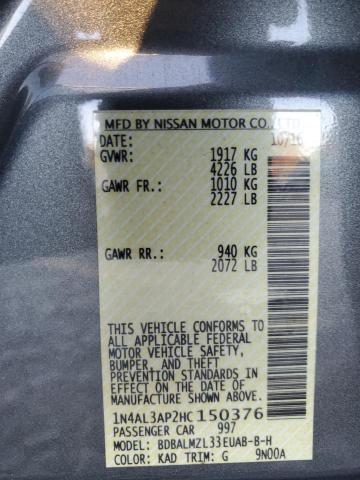 MFD BY NISSAN MOTOR CO.,LTD.
DATE: 10/16
GVWR: 1917 KG
4226 LB
GAWR FR.: 1010 KG
2227 LB
GAWR RR.: 940 KG
2072 LB
THIS VEHICLE CONFORMS TO
ALL APPLICABLE FEDERAL
MOTOR VEHICLE SAFETY,
BUMPER, AND THEFT
PREVENTION STANDARDS IN
EFFECT ON THE DATE OF
MANUFACTURE SHOWN ABOVE.
1N4AL3AP2HC150376
PASSENGER CAR 997
MODEL: BDBALMZL33EUAB-B-H
COLOR: KAD TRIM: G 9N00A